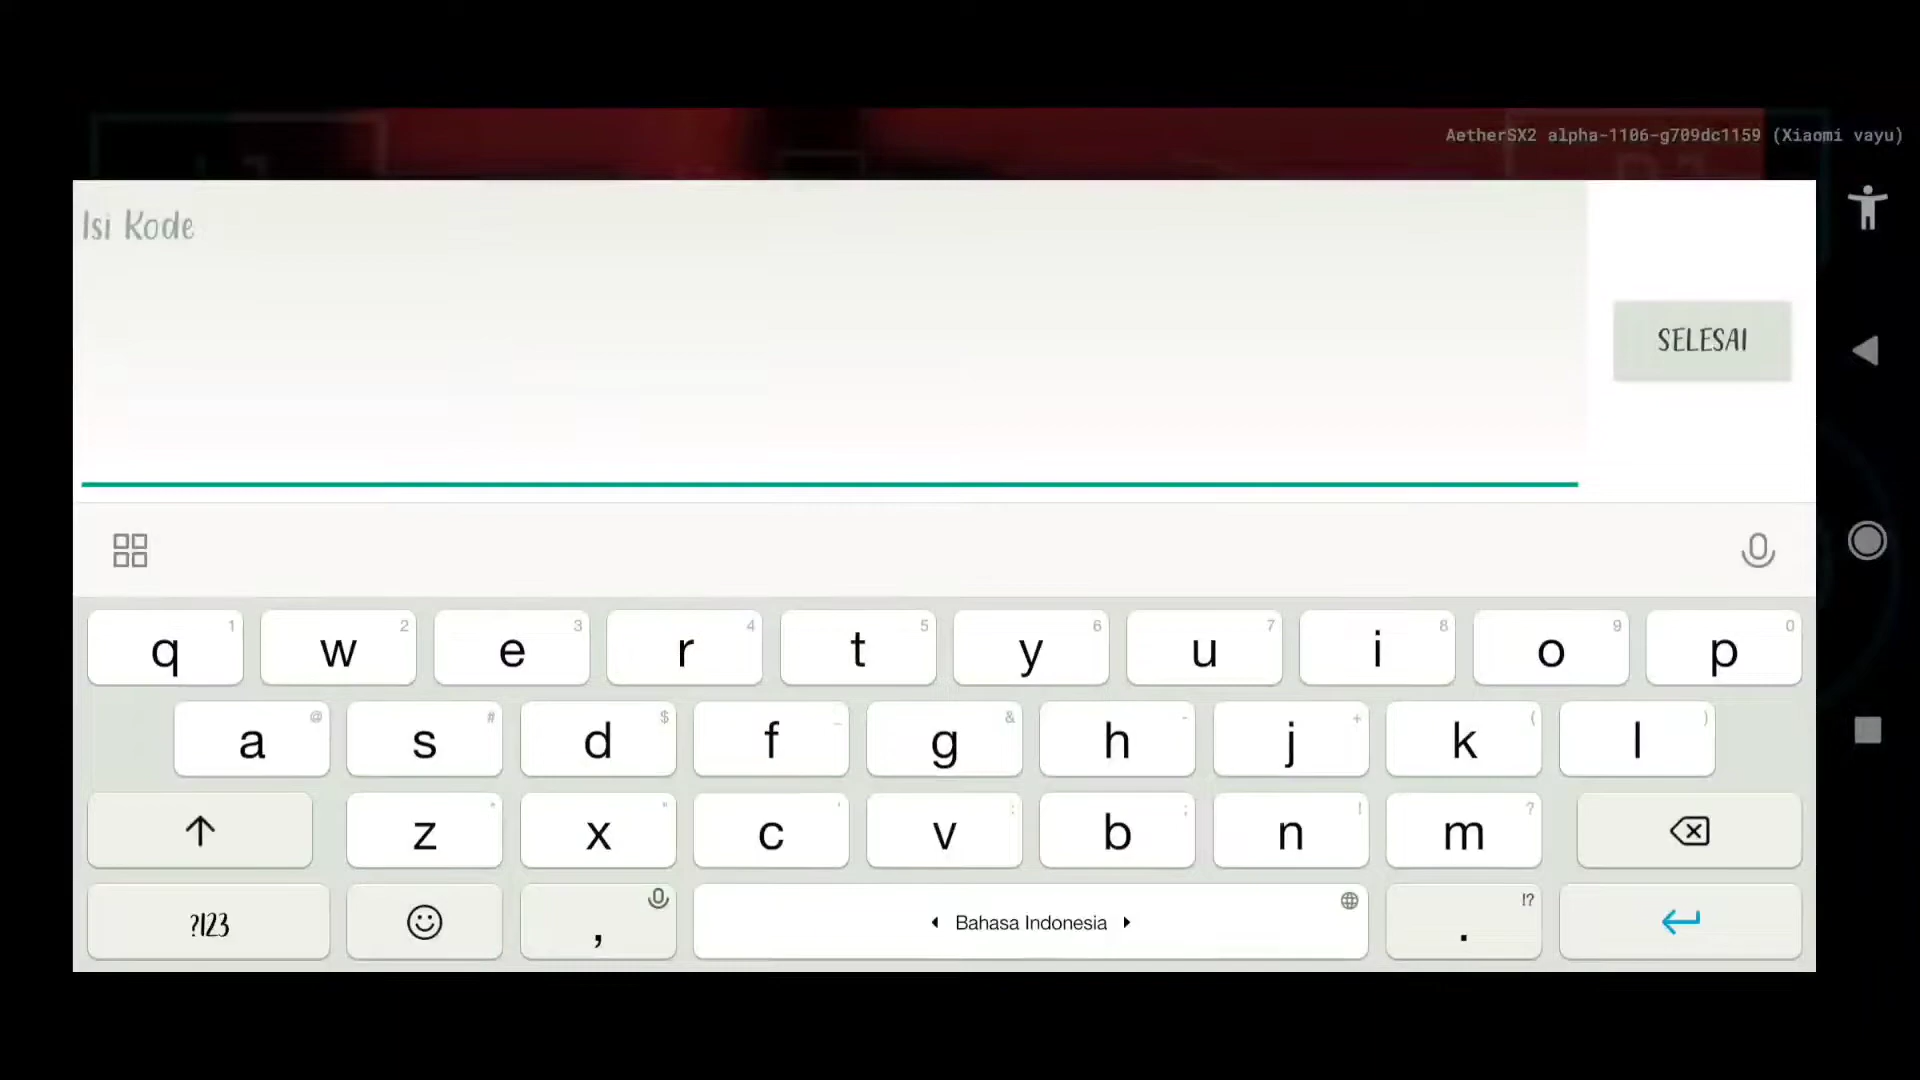 AetherSX2 alpha-1106-g709dc1159 (Xiaomi vayu)
Isi Kode
SELESAI
q 1 w 2 e 3 r 4 t 5 y 6 u 7 i 8 o 9 p 0
a @ s # d $ f _ g & h - j + k ( l )
z * x " c ' v : b ; n ! m ?
?123 , Bahasa Indonesia . !?